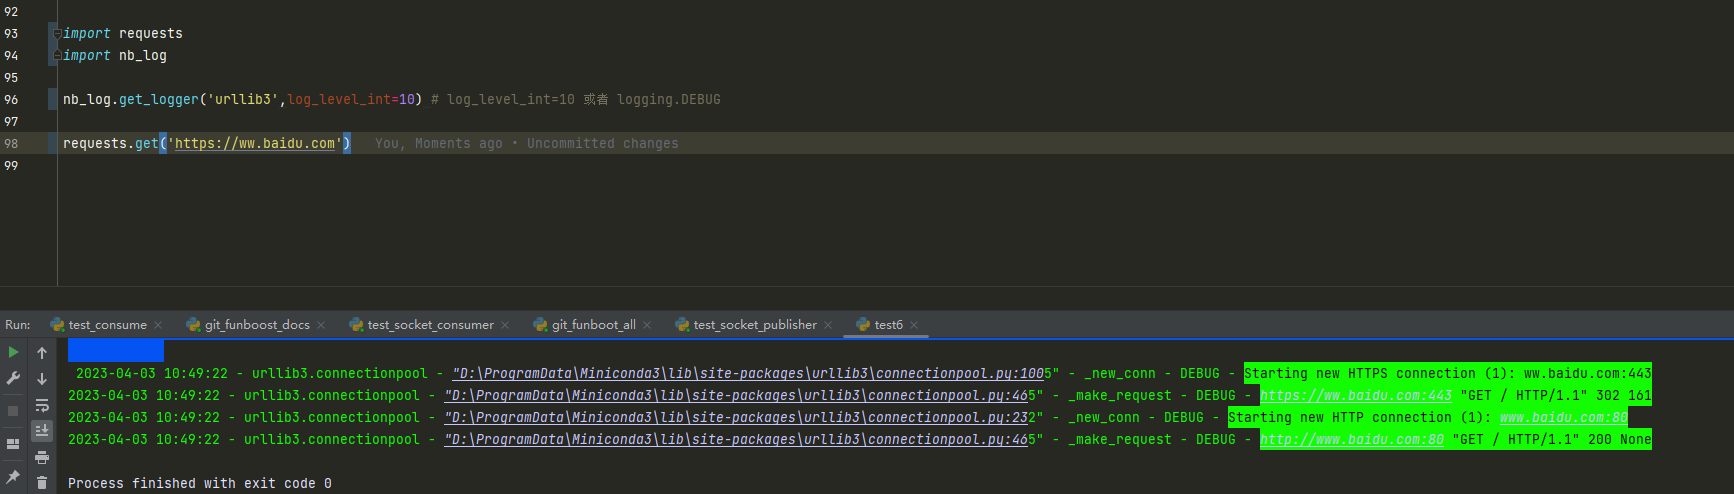 92
93 import requests
94 import nb_log
95
96 nb_log.get_logger('urllib3',log_level_int=10) # log_level_int=10 或者 logging.DEBUG
97
98 requests.get('https://ww.baidu.com') You, Moments ago • Uncommitted changes
99
Run: test_consume × git_funboost_docs × test_socket_consumer × git_funboot_all × test_socket_publisher × test6 ×
2023-04-03 10:49:22 - urllib3.connectionpool - "D:\ProgramData\Miniconda3\lib\site-packages\urllib3\connectionpool.py:1005" - _new_conn - DEBUG - Starting new HTTPS connection (1): ww.baidu.com:443
2023-04-03 10:49:22 - urllib3.connectionpool - "D:\ProgramData\Miniconda3\lib\site-packages\urllib3\connectionpool.py:465" - _make_request - DEBUG - https://ww.baidu.com:443 "GET / HTTP/1.1" 302 161
2023-04-03 10:49:22 - urllib3.connectionpool - "D:\ProgramData\Miniconda3\lib\site-packages\urllib3\connectionpool.py:232" - _new_conn - DEBUG - Starting new HTTP connection (1): www.baidu.com:80
2023-04-03 10:49:22 - urllib3.connectionpool - "D:\ProgramData\Miniconda3\lib\site-packages\urllib3\connectionpool.py:465" - _make_request - DEBUG - http://www.baidu.com:80 "GET / HTTP/1.1" 200 None
Process finished with exit code 0